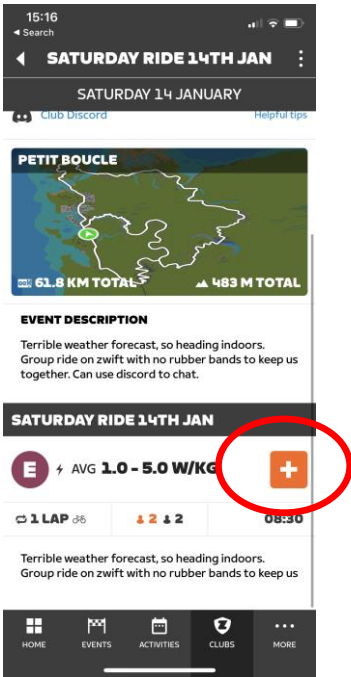 15:16
Search
SATURDAY RIDE 14TH JAN
SATURDAY 14 JANUARY
Club Discord
Helpful tips
PETIT BOUCLE
61.8 KM TOTAL
483 M TOTAL
EVENT DESCRIPTION
Terrible weather forecast, so heading indoors.
Group ride on zwift with no rubber bands to keep us
together. Can use discord to chat.
SATURDAY RIDE 14TH JAN
E AVG 1.0 - 5.0 W/KG +
1 LAP 2 2 08:30
Terrible weather forecast, so heading indoors.
Group ride on zwift with no rubber bands to keep us
HOME EVENTS ACTIVITIES CLUBS MORE